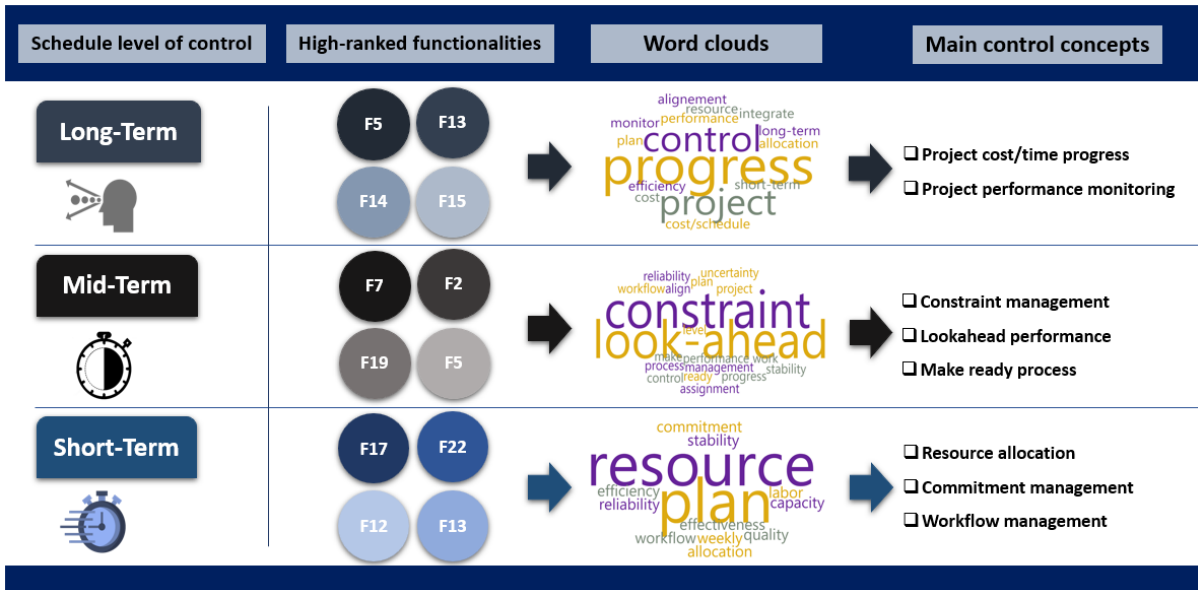 Schedule level of control
High-ranked functionalities
Word clouds
Main control concepts
Long-Term
F5
F13
F14
F15
alignement
resource
integrate
monitor
performance
control
long-term
plan
allocation
progress
efficiency
short-term
cost
project
cost/schedule
Project cost/time progress
Project performance monitoring
Mid-Term
F7
F2
F19
F5
reliability
uncertainty
plan
workflow
align
project
constraint
level
look-ahead
make
performance
work
process
management
stability
control
ready
progress
assignment
Constraint management
Lookahead performance
Make ready process
Short-Term
F17
F22
F12
F13
commitment
stability
resource
efficiency
plan
labor
reliability
capacity
effectiveness
workflow
weekly
quality
allocation
Resource allocation
Commitment management
Workflow management